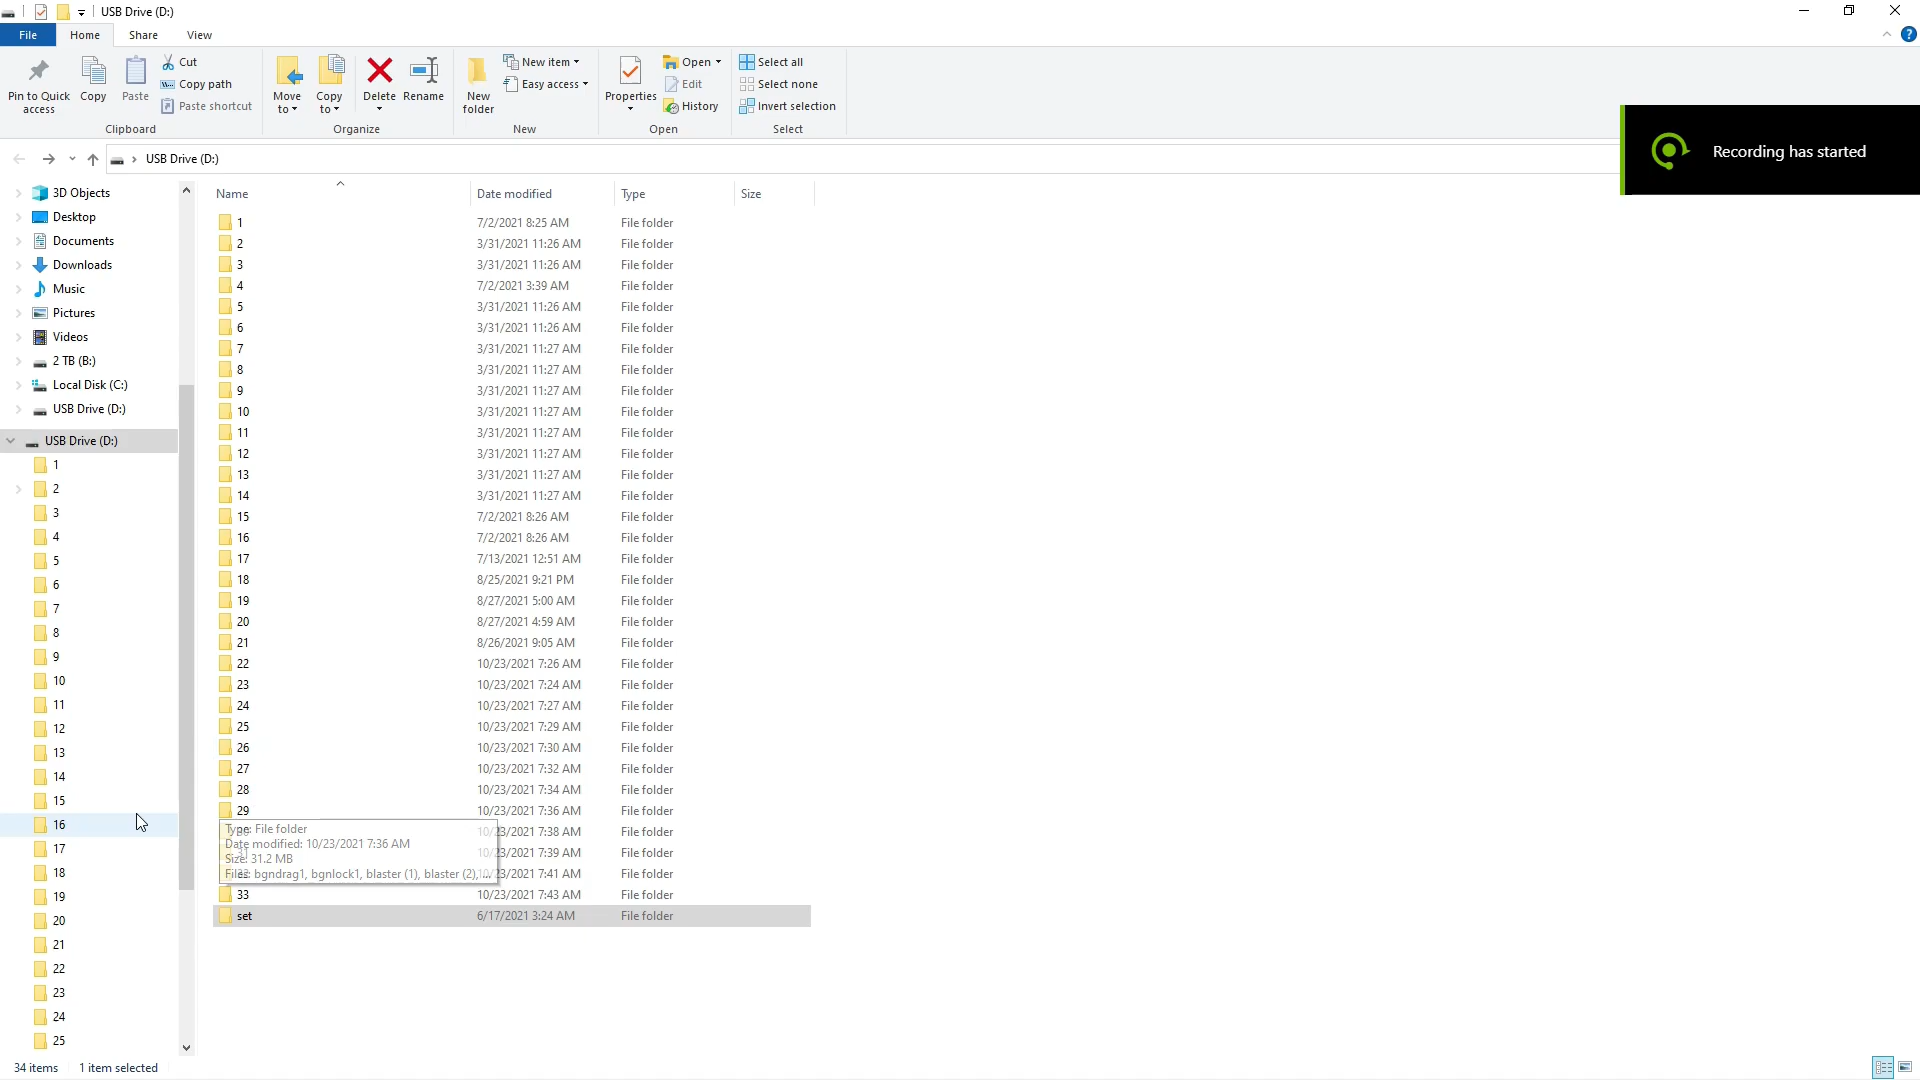 USB Drive (D:)
File Home Share View
Pin to Quick access
Copy
Paste
Cut
Copy path
Paste shortcut
Clipboard
Move to
Copy to
Delete
Rename
Organize
New folder
New item
Easy access
New
Properties
Open
Edit
History
Open
Select all
Select none
Invert selection
Select
Recording has started
USB Drive (D:)
3D Objects
Desktop
Documents
Downloads
Music
Pictures
Videos
2 TB (B:)
Local Disk (C:)
USB Drive (D:)
USB Drive (D:)
1
2
3
4
5
6
7
8
9
10
11
12
13
14
15
16
17
18
19
20
21
22
23
24
25
Name Date modified Type Size
1 7/2/2021 8:25 AM File folder
2 3/31/2021 11:26 AM File folder
3 3/31/2021 11:26 AM File folder
4 7/2/2021 3:39 AM File folder
5 3/31/2021 11:26 AM File folder
6 3/31/2021 11:26 AM File folder
7 3/31/2021 11:27 AM File folder
8 3/31/2021 11:27 AM File folder
9 3/31/2021 11:27 AM File folder
10 3/31/2021 11:27 AM File folder
11 3/31/2021 11:27 AM File folder
12 3/31/2021 11:27 AM File folder
13 3/31/2021 11:27 AM File folder
14 3/31/2021 11:27 AM File folder
15 7/2/2021 8:26 AM File folder
16 7/2/2021 8:26 AM File folder
17 7/13/2021 12:51 AM File folder
18 8/25/2021 9:21 PM File folder
19 8/27/2021 5:00 AM File folder
20 8/27/2021 4:59 AM File folder
21 8/26/2021 9:05 AM File folder
22 10/23/2021 7:26 AM File folder
23 10/23/2021 7:24 AM File folder
24 10/23/2021 7:27 AM File folder
25 10/23/2021 7:29 AM File folder
26 10/23/2021 7:30 AM File folder
27 10/23/2021 7:32 AM File folder
28 10/23/2021 7:34 AM File folder
29 10/23/2021 7:36 AM File folder
Type: File folder
Date modified: 10/23/2021 7:36 AM
Size: 31.2 MB
Files: bgndrag1, bgnlock1, blaster (1), blaster (2), ...
30 10/23/2021 7:38 AM File folder
31 10/23/2021 7:39 AM File folder
32 10/23/2021 7:41 AM File folder
33 10/23/2021 7:43 AM File folder
set 6/17/2021 3:24 AM File folder
34 items 1 item selected